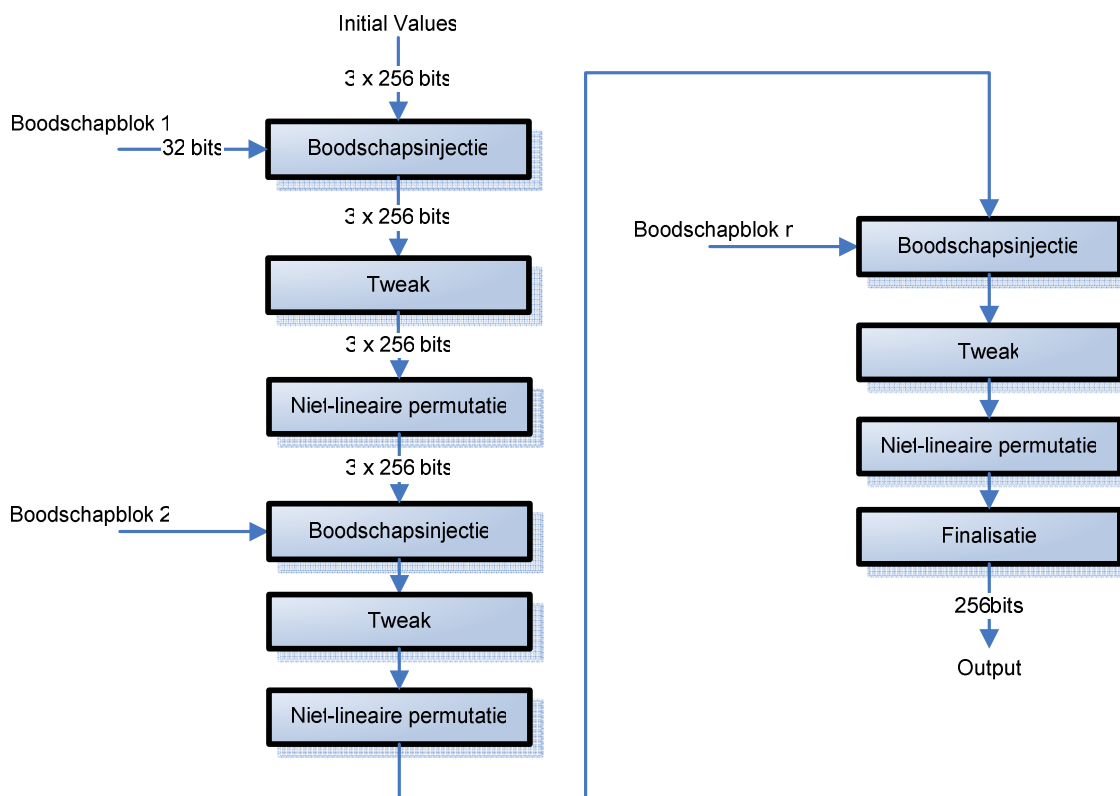 Initial Values
3 x 256 bits
Boodschapblok 1
32 bits
Boodschapsinjectie
3 x 256 bits
Tweak
3 x 256 bits
Niet-lineaire permutatie
3 x 256 bits
Boodschapblok 2
Boodschapsinjectie
Tweak
Niet-lineaire permutatie
Boodschapblok n
Boodschapsinjectie
Tweak
Niet-lineaire permutatie
Finalisatie
256bits
Output